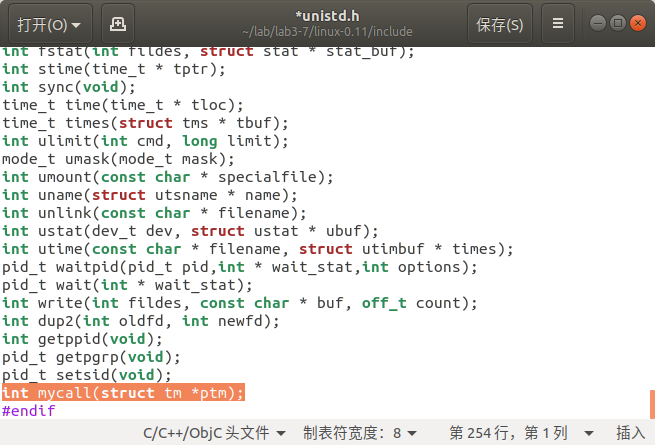 打开(O)
*unistd.h
~/lab/lab3-7/linux-0.11/include
保存(S)
int fstat(int fildes, struct stat * stat_buf);
int stime(time_t * tptr);
int sync(void);
time_t time(time_t * tloc);
time_t times(struct tms * tbuf);
int ulimit(int cmd, long limit);
mode_t umask(mode_t mask);
int umount(const char * specialfile);
int uname(struct utsname * name);
int unlink(const char * filename);
int ustat(dev_t dev, struct ustat * ubuf);
int utime(const char * filename, struct utimbuf * times);
pid_t waitpid(pid_t pid,int * wait_stat,int options);
pid_t wait(int * wait_stat);
int write(int fildes, const char * buf, off_t count);
int dup2(int oldfd, int newfd);
int getppid(void);
pid_t getpgrp(void);
pid_t setsid(void);
int mycall(struct tm *ptm);
#endif
C/C++/ObjC 头文件 制表符宽度：8 第 254 行，第 1 列 插入